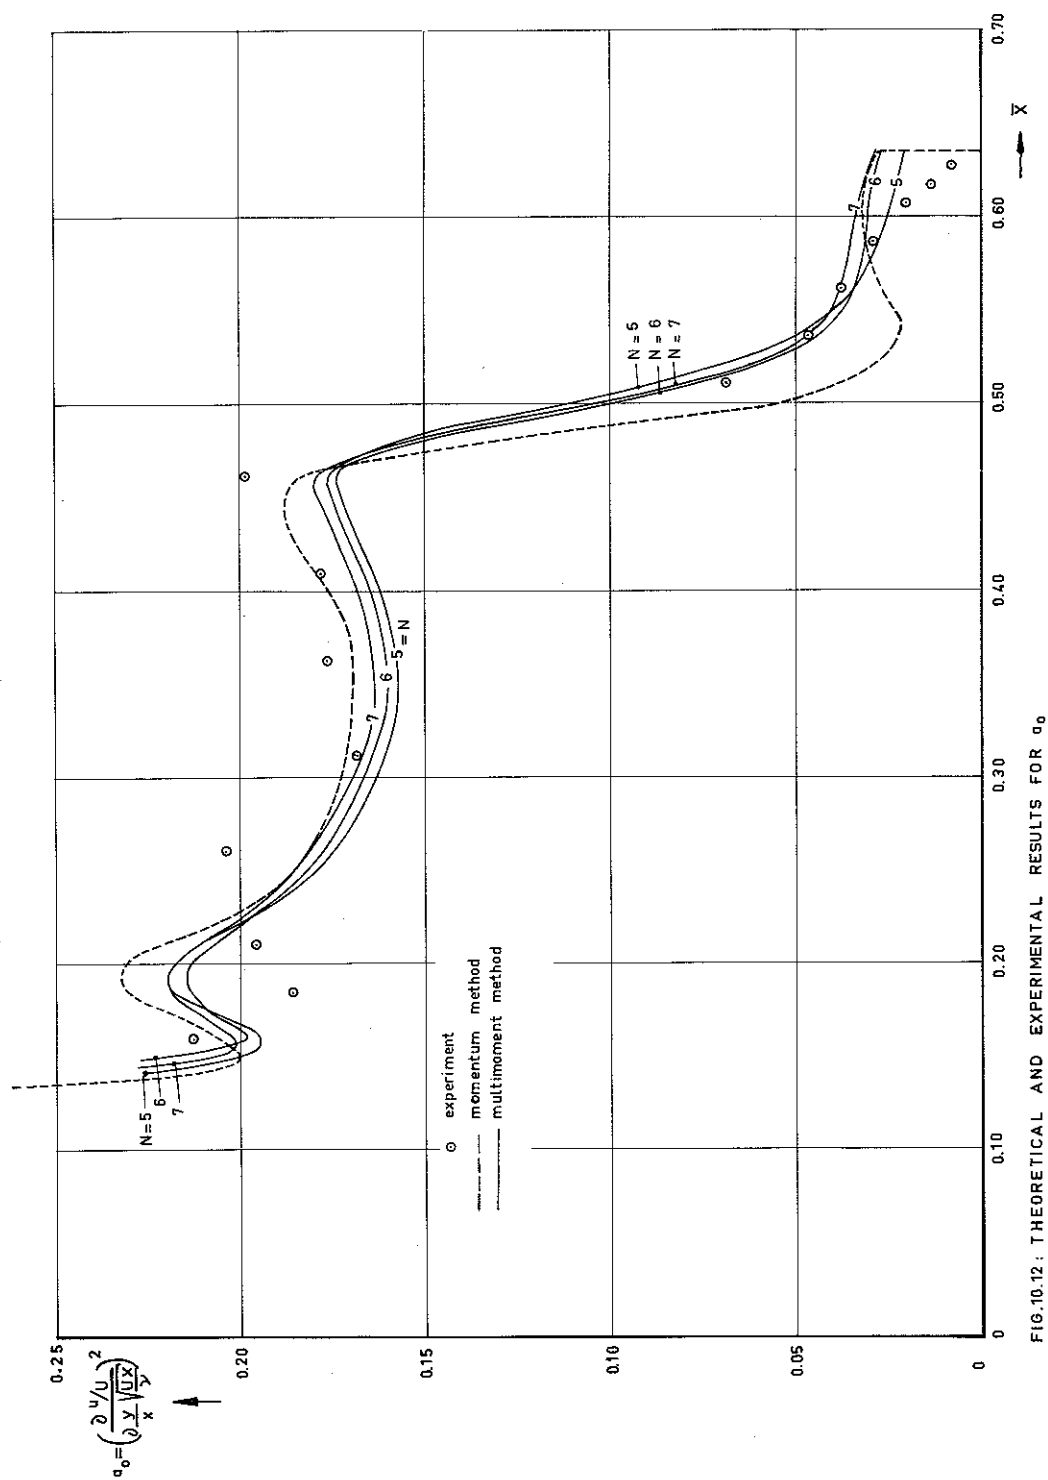 a₀=(∂ u/U / ∂ y/x √Ux/ν)²
0.25
0.20
0.15
0.10
0.05
0
0
0.10
0.20
0.30
0.40
0.50
0.60
0.70
X̅
N=5
6
7
7
6
5=N
N=5
N=6
N=7
7
6
5
experiment
momentum method
multimoment method
FIG.10.12: THEORETICAL AND EXPERIMENTAL RESULTS FOR a₀